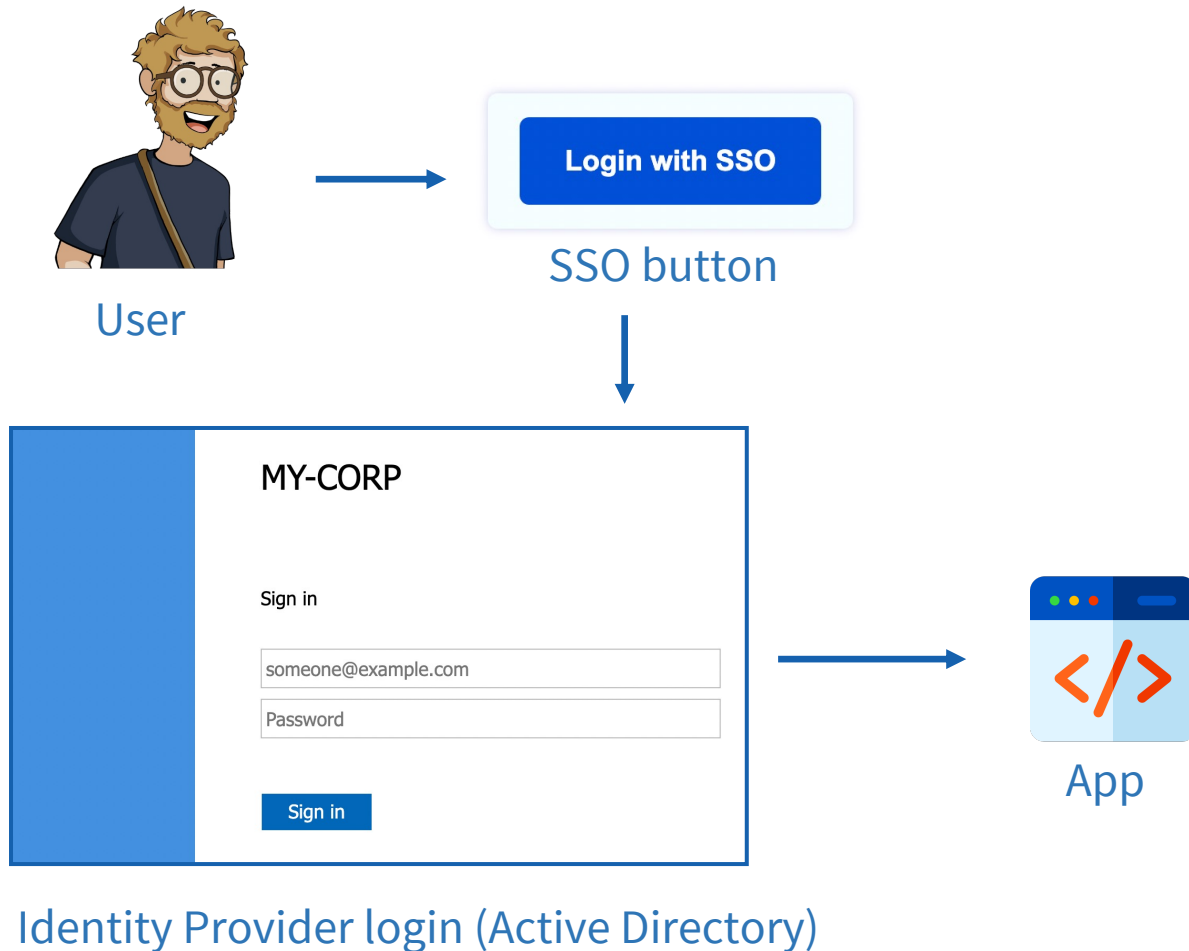 Login with SSO
SSO button
User
MY-CORP
Sign in
someone@example.com
Password
Sign in
App
Identity Provider login (Active Directory)